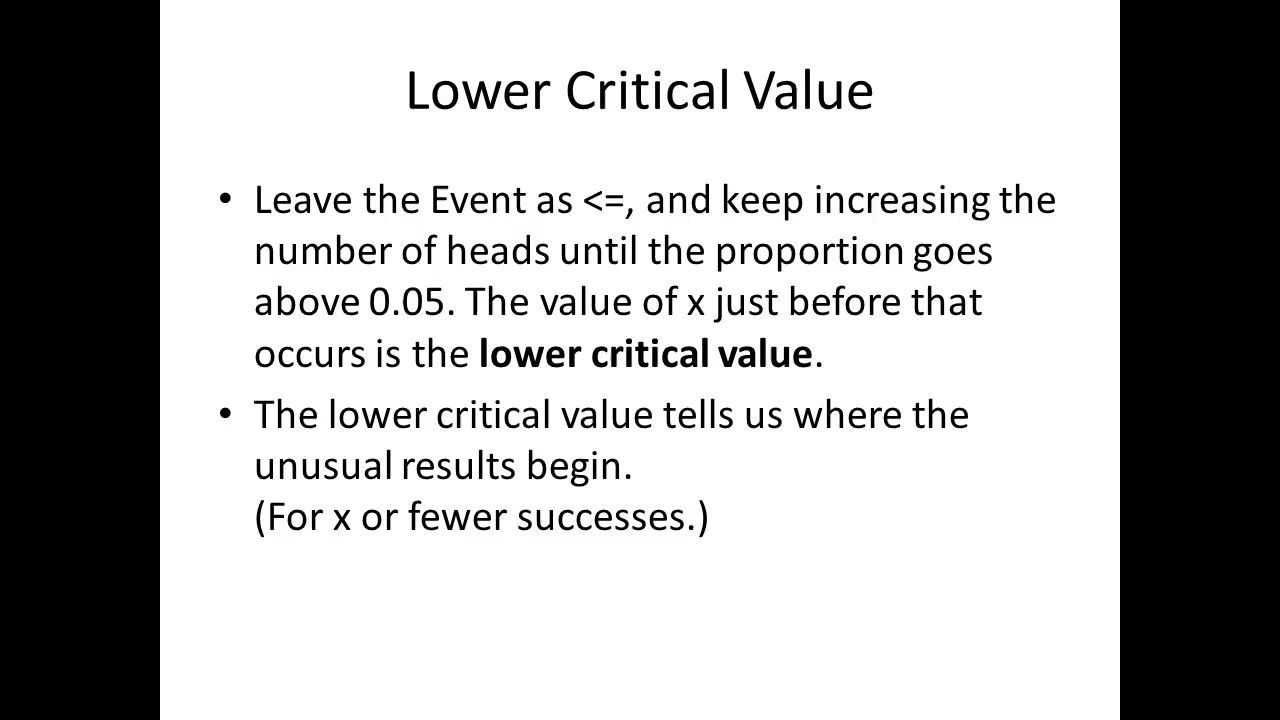 Lower Critical Value
• Leave the Event as <=, and keep increasing the
number of heads until the proportion goes
above 0.05. The value of x just before that
occurs is the lower critical value.
• The lower critical value tells us where the
unusual results begin.
(For x or fewer successes.)